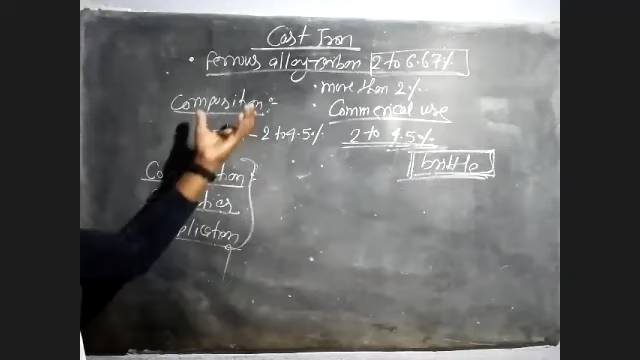 Cast Iron
• Ferrous alloy-carbon 2 to 6.67%
• more than 2%
Composition:-
• Commerical use
- 2 to 4.5%
2 to 4.5%
brittle